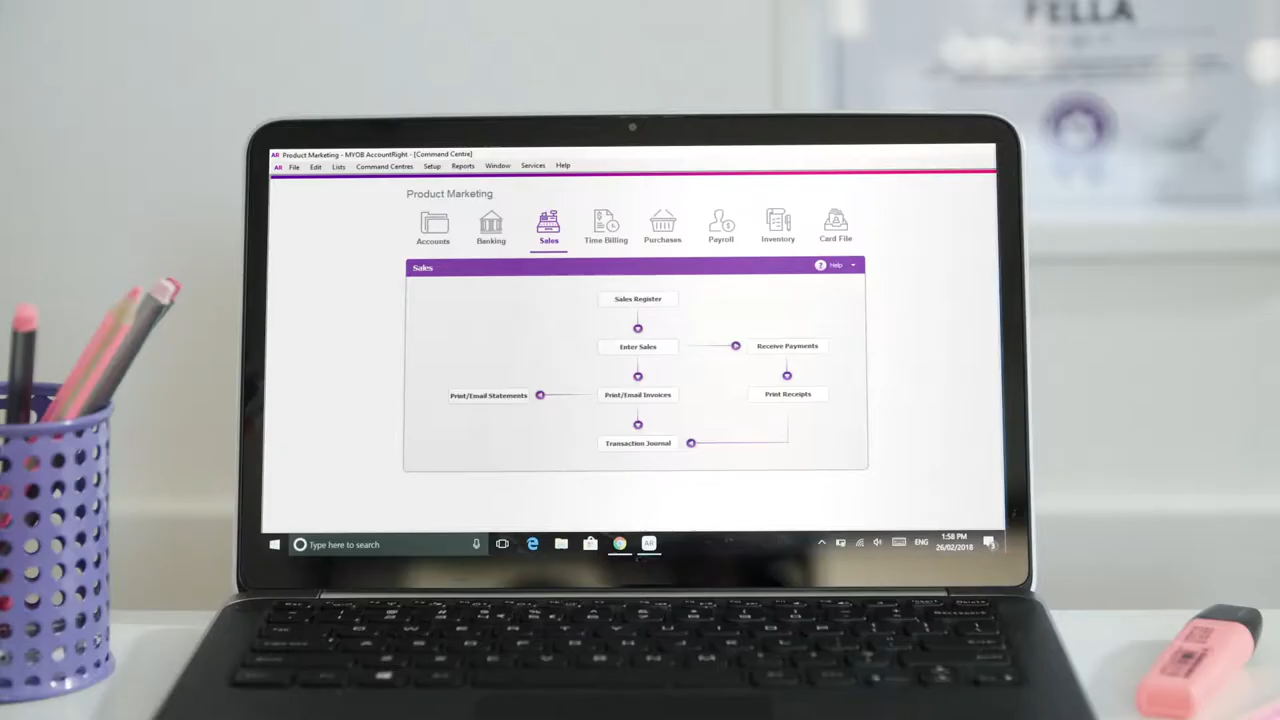 FELLA
AR Product Marketing - MYOB AccountRight - [Command Centre]
AR File Edit Lists Command Centres Setup Reports Window Services Help
Product Marketing
Accounts Banking Sales Time Billing Purchases Payroll Inventory Card File
Sales ? Help
Sales Register
Enter Sales Receive Payments
Print/Email Statements Print/Email Invoices Print Receipts
Transaction Journal
Type here to search AR ENG 1:58 PM
26/02/2018